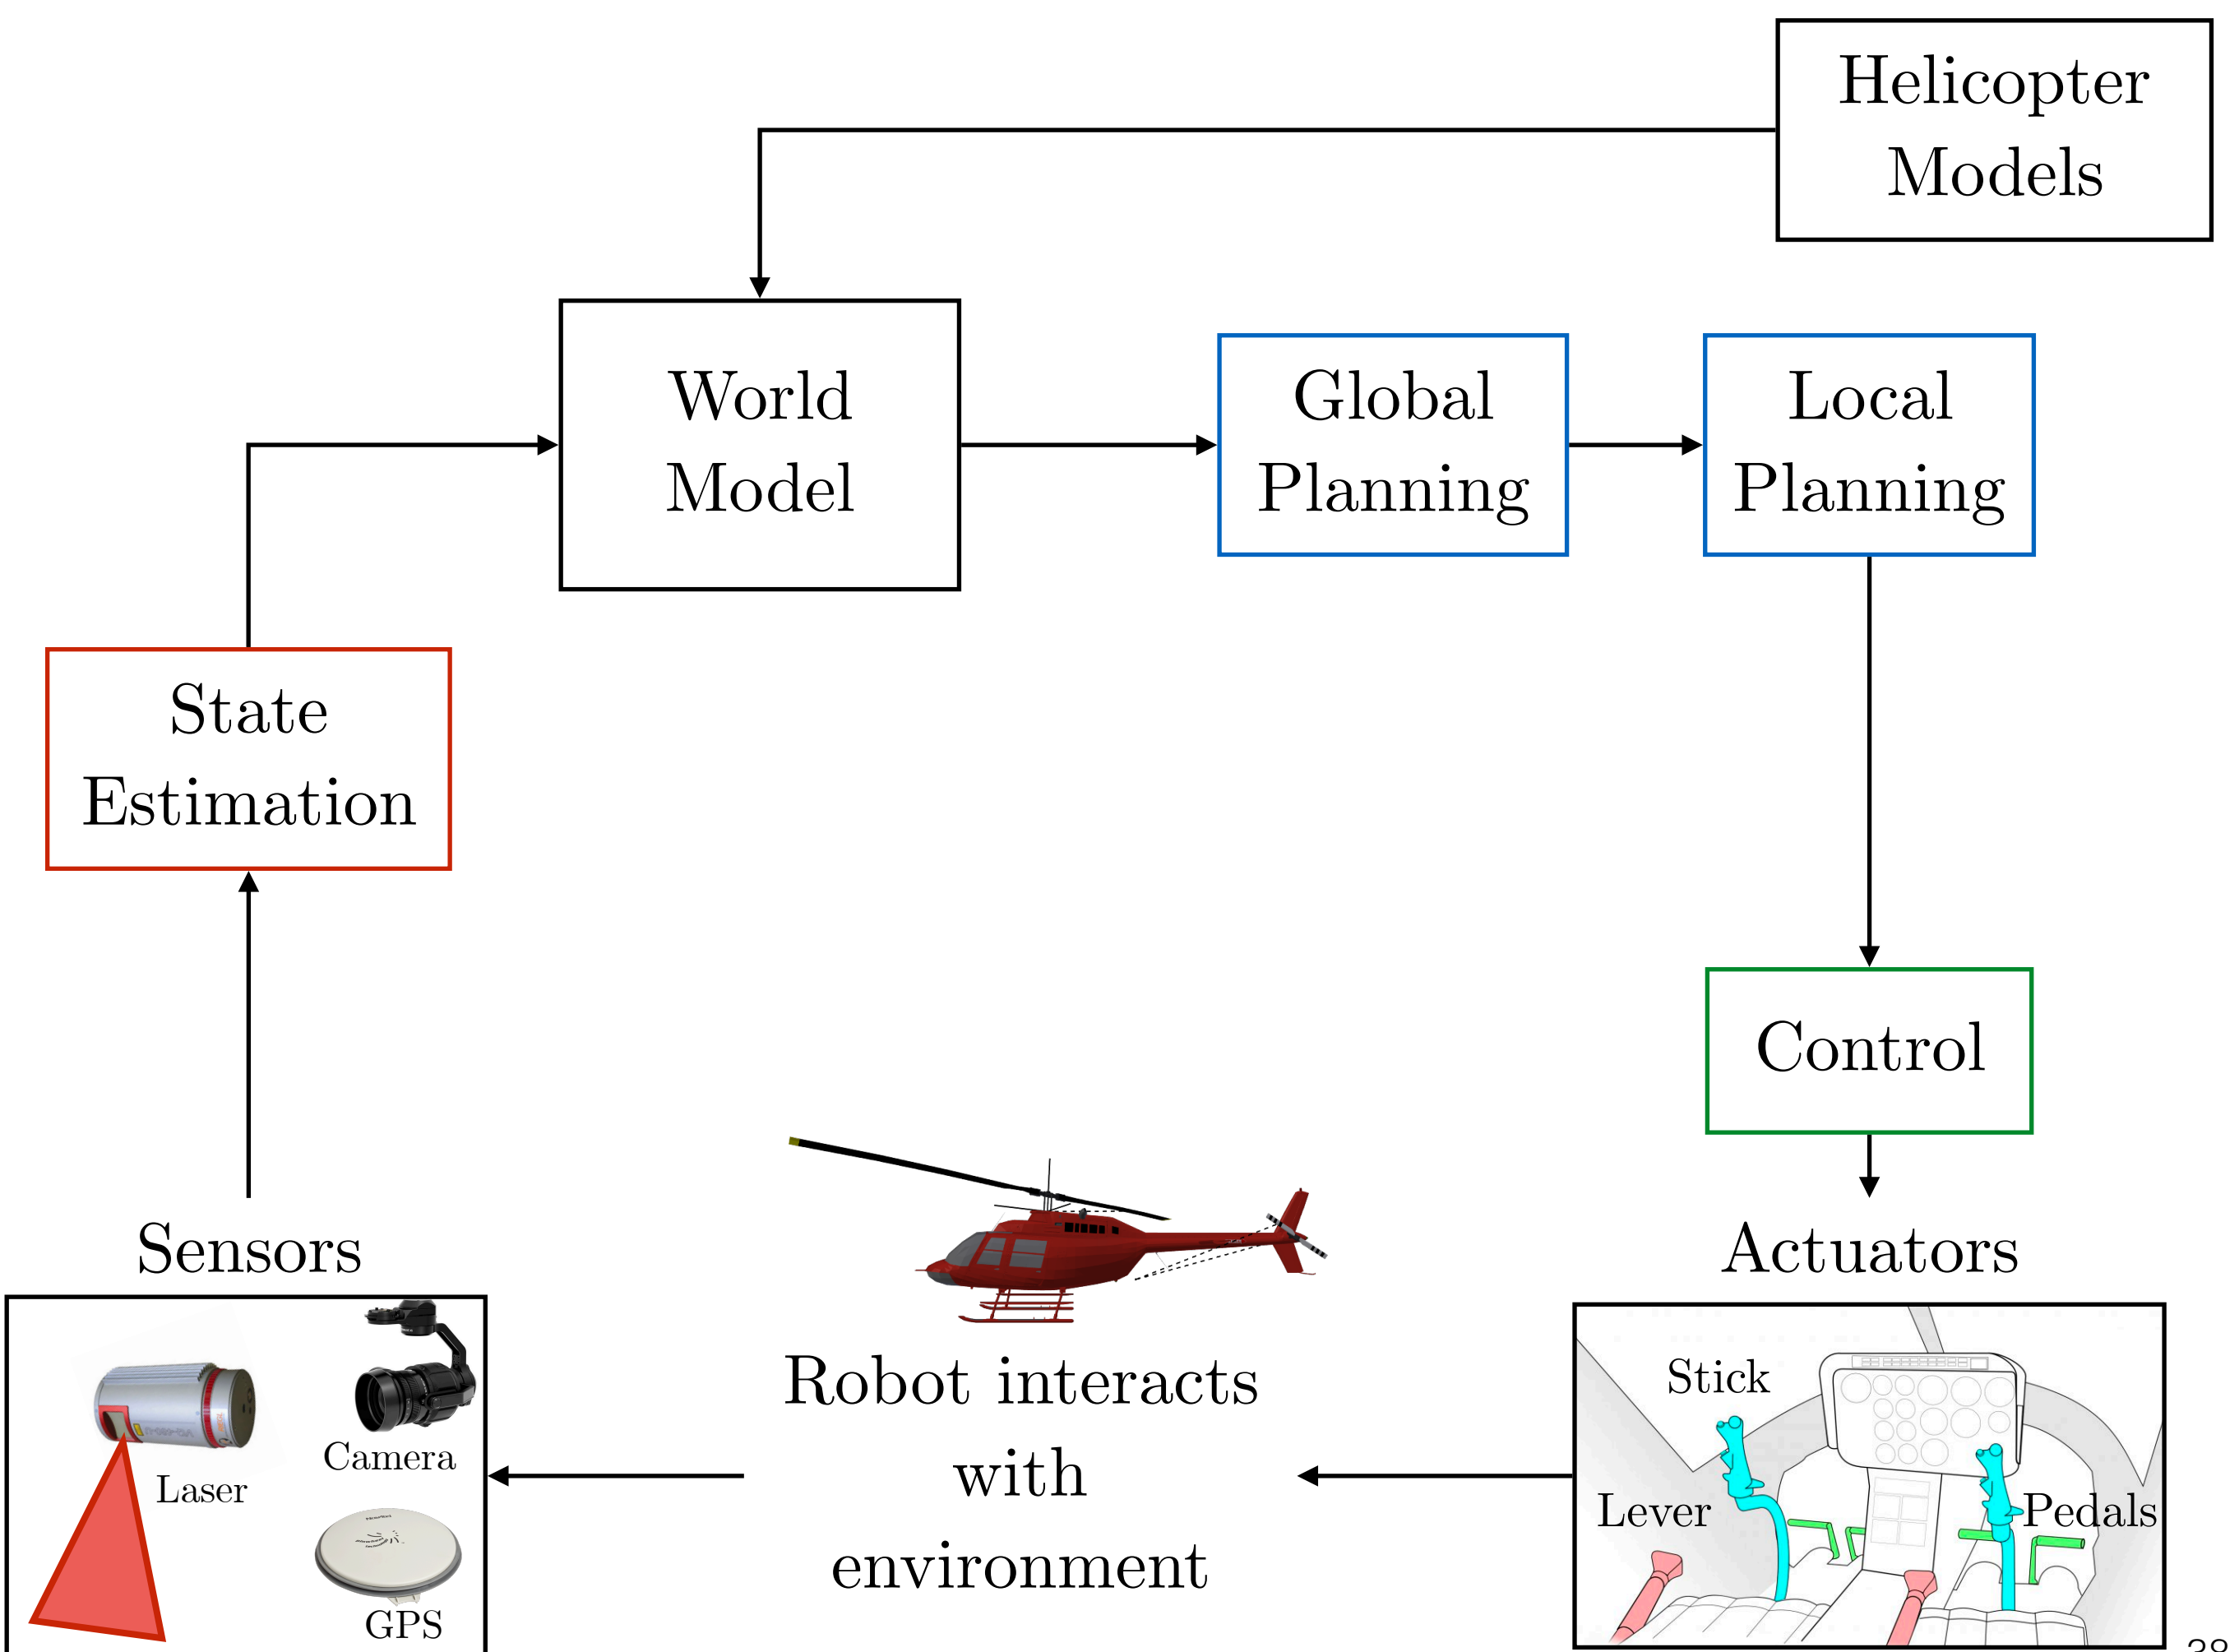 Helicopter
Models
World
Model
Global
Planning
Local
Planning
State
Estimation
Control
Sensors
Actuators
Laser
Camera
GPS
Robot interacts
with
environment
Stick
Lever
Pedals